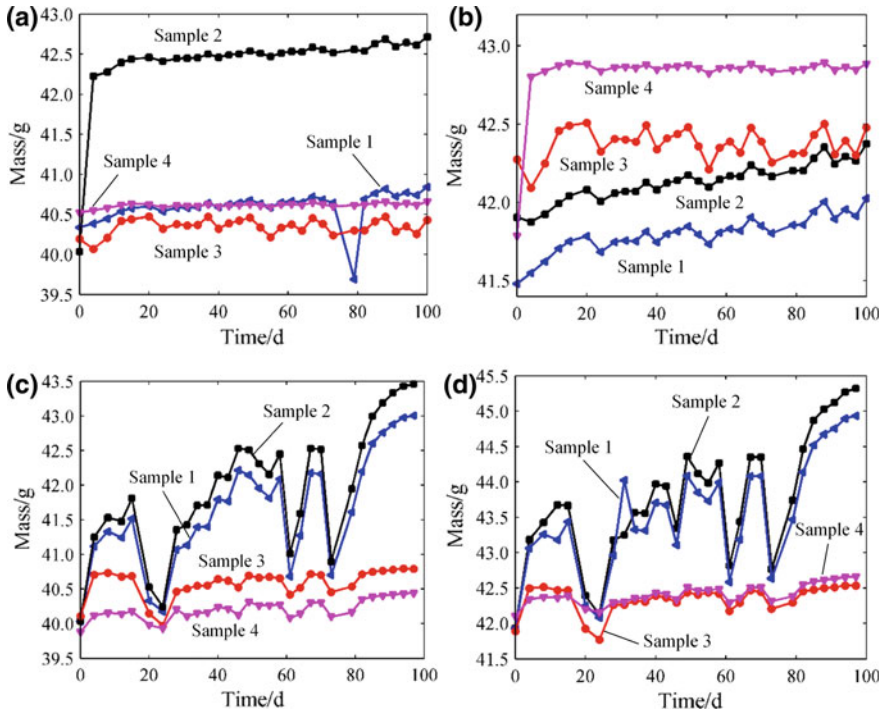 (a)
43.0
42.5
42.0
41.5
41.0
40.5
40.0
39.5
Mass/g
Sample 2
Sample 1
Sample 4
Sample 3
0 20 40 60 80 100
Time/d
(b)
43.0
42.5
42.0
41.5
Mass/g
Sample 4
Sample 3
Sample 2
Sample 1
0 20 40 60 80 100
Time/d
(c)
43.5
43.0
42.5
42.0
41.5
41.0
40.5
40.0
39.5
Mass/g
Sample 2
Sample 1
Sample 3
Sample 4
0 20 40 60 80 100
Time/d
(d)
45.5
45.0
44.5
44.0
43.5
43.0
42.5
42.0
41.5
Mass/g
Sample 2
Sample 1
Sample 4
Sample 3
0 20 40 60 80 100
Time/d